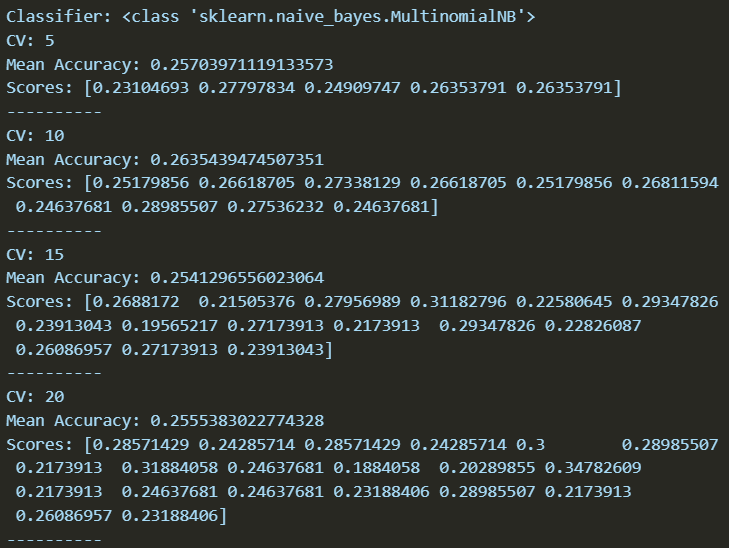 Classifier: <class 'sklearn.naive_bayes.MultinomialNB'>
CV: 5
Mean Accuracy: 0.25703971119133573
Scores: [0.23104693 0.27797834 0.24909747 0.26353791 0.26353791]
----------
CV: 10
Mean Accuracy: 0.2635439474507351
Scores: [0.25179856 0.26618705 0.27338129 0.26618705 0.25179856 0.26811594
 0.24637681 0.28985507 0.27536232 0.24637681]
----------
CV: 15
Mean Accuracy: 0.2541296556023064
Scores: [0.2688172  0.21505376 0.27956989 0.31182796 0.22580645 0.29347826
 0.23913043 0.19565217 0.27173913 0.2173913  0.29347826 0.22826087
 0.26086957 0.27173913 0.23913043]
----------
CV: 20
Mean Accuracy: 0.2555383022774328
Scores: [0.28571429 0.24285714 0.28571429 0.24285714 0.3        0.28985507
 0.2173913  0.31884058 0.24637681 0.1884058  0.20289855 0.34782609
 0.2173913  0.24637681 0.24637681 0.23188406 0.28985507 0.2173913
 0.26086957 0.23188406]
----------